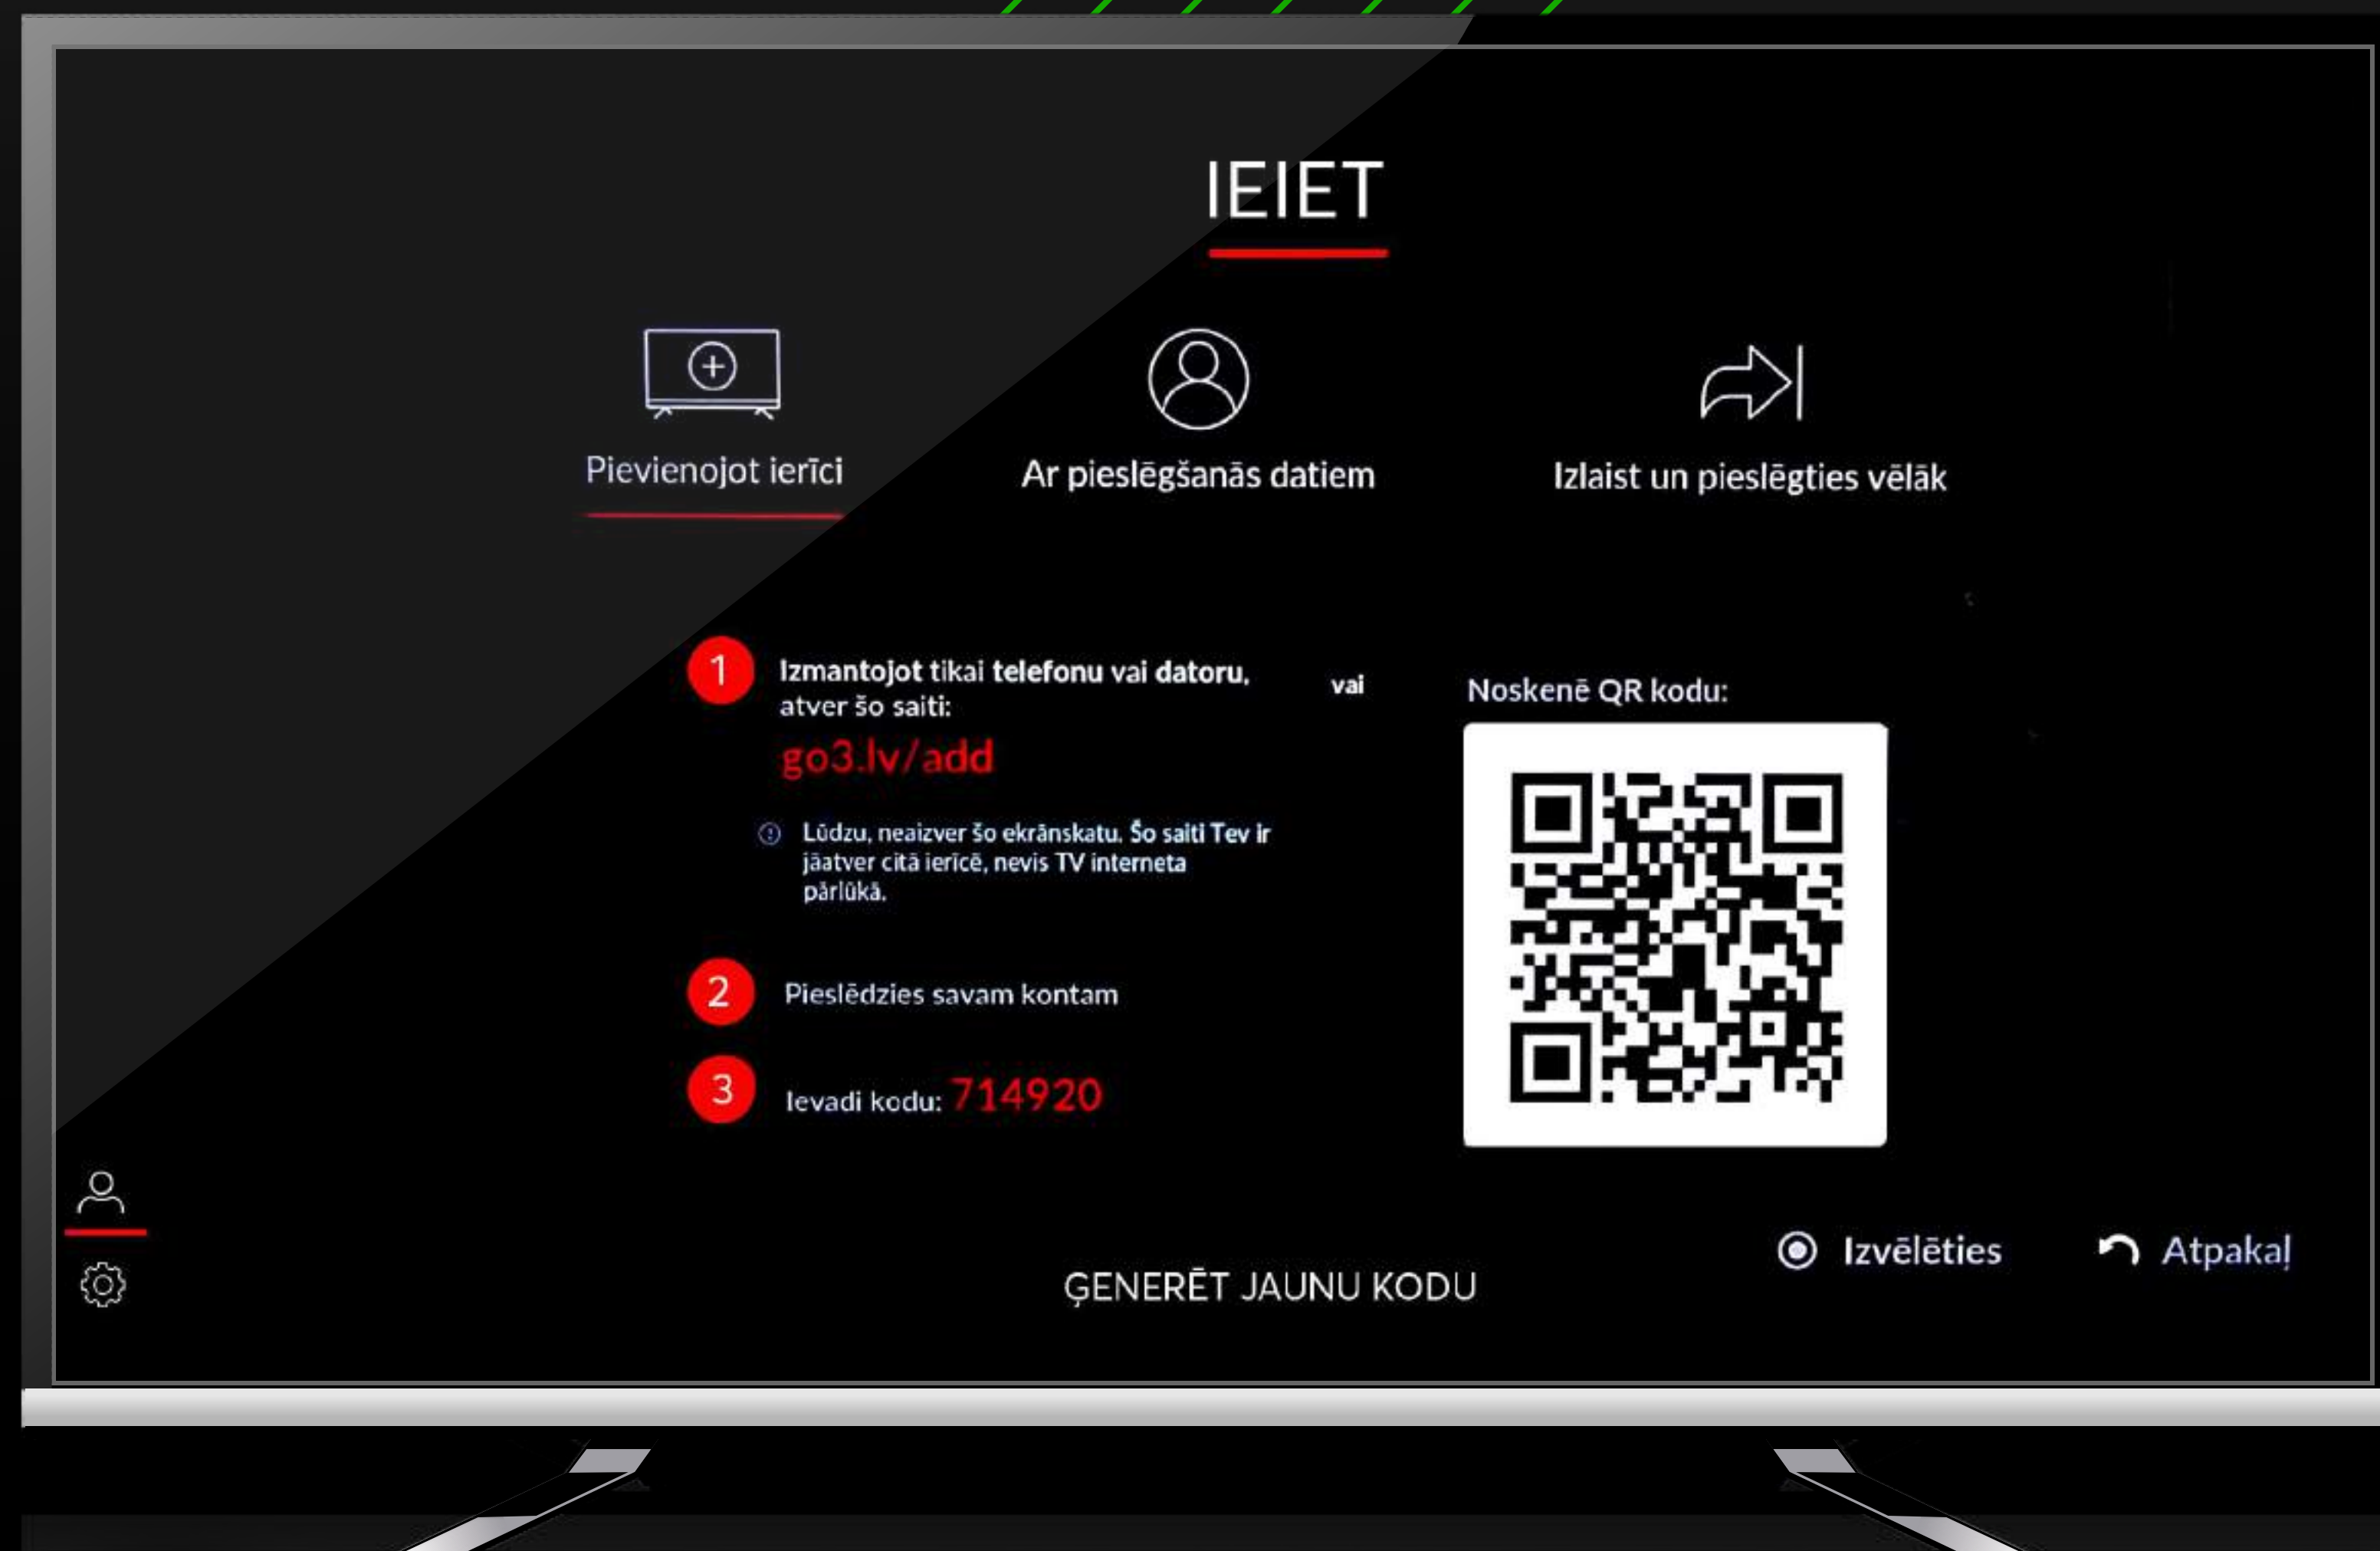 IEIET
Pievienojot ierīci
Ar pieslēgšanās datiem
Izlaist un pieslēgties vēlāk
1
Izmantojot tikai telefonu vai datoru,
atver šo saiti:
go3.lv/add
Lūdzu, neaizver šo ekrānskatu. Šo saiti Tev ir
jāatver citā ierīcē, nevis TV interneta
pārlūkā.
2
Pieslēdzies savam kontam
3
Ievadi kodu: 714920
vai
Noskenē QR kodu:
Izvēlēties
Atpakaļ
ĢENERĒT JAUNU KODU